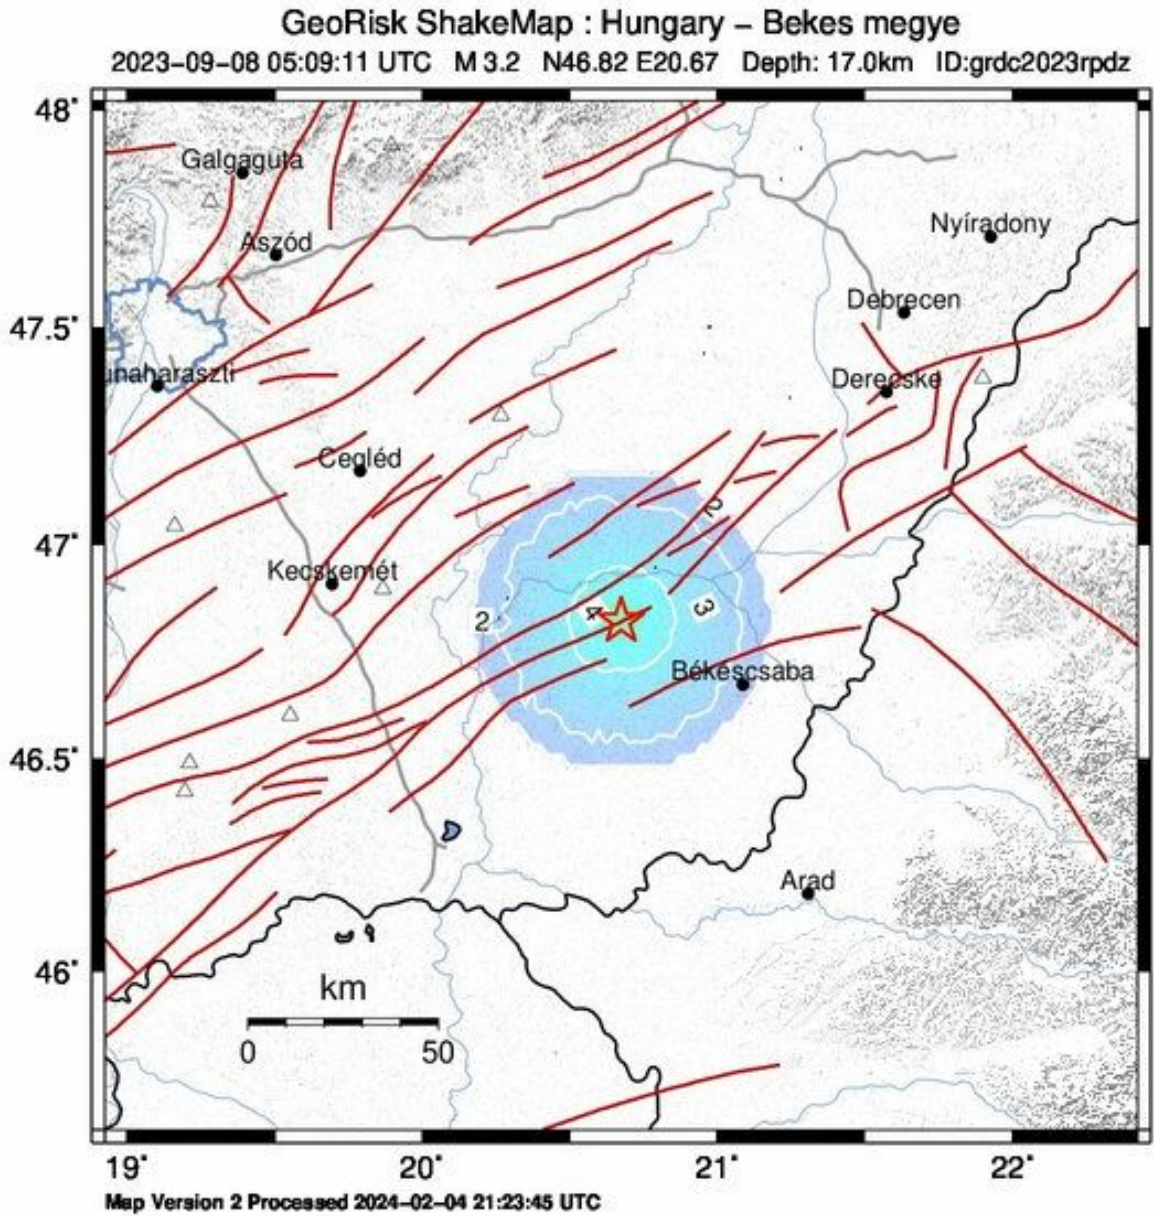 GeoRisk ShakeMap : Hungary – Bekes megye
2023–09–08 05:09:11 UTC M 3.2 N46.82 E20.67 Depth: 17.0km ID:grdc2023rpdz
48˚
Galgaguta
Aszód
Nyíradony
47.5˚
Debrecen
unaharaszti
Derecske
Cegléd
2
47˚
Kecskemét
2
4
3
Békéscsaba
46.5˚
Arad
46˚
km
0 50
19˚ 20˚ 21˚ 22˚
Map Version 2 Processed 2024–02–04 21:23:45 UTC